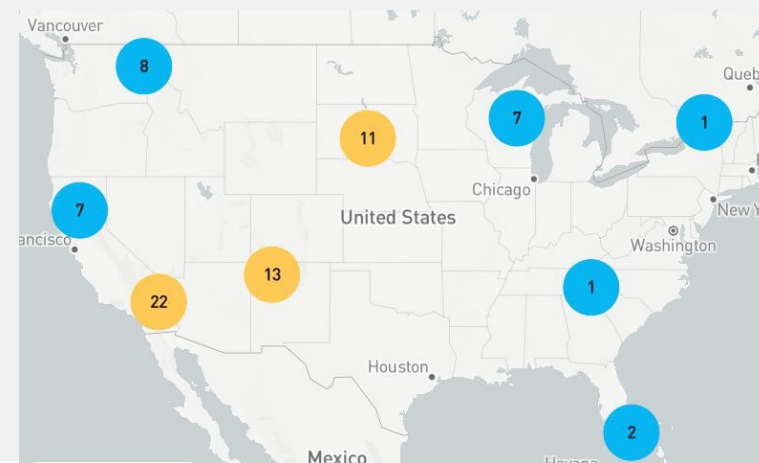 Vancouver
8
Queb
7
1
11
Chicago
7
United States
New Y
ancisco
Washington
13
1
22
Houston
2
Mexico
Havana